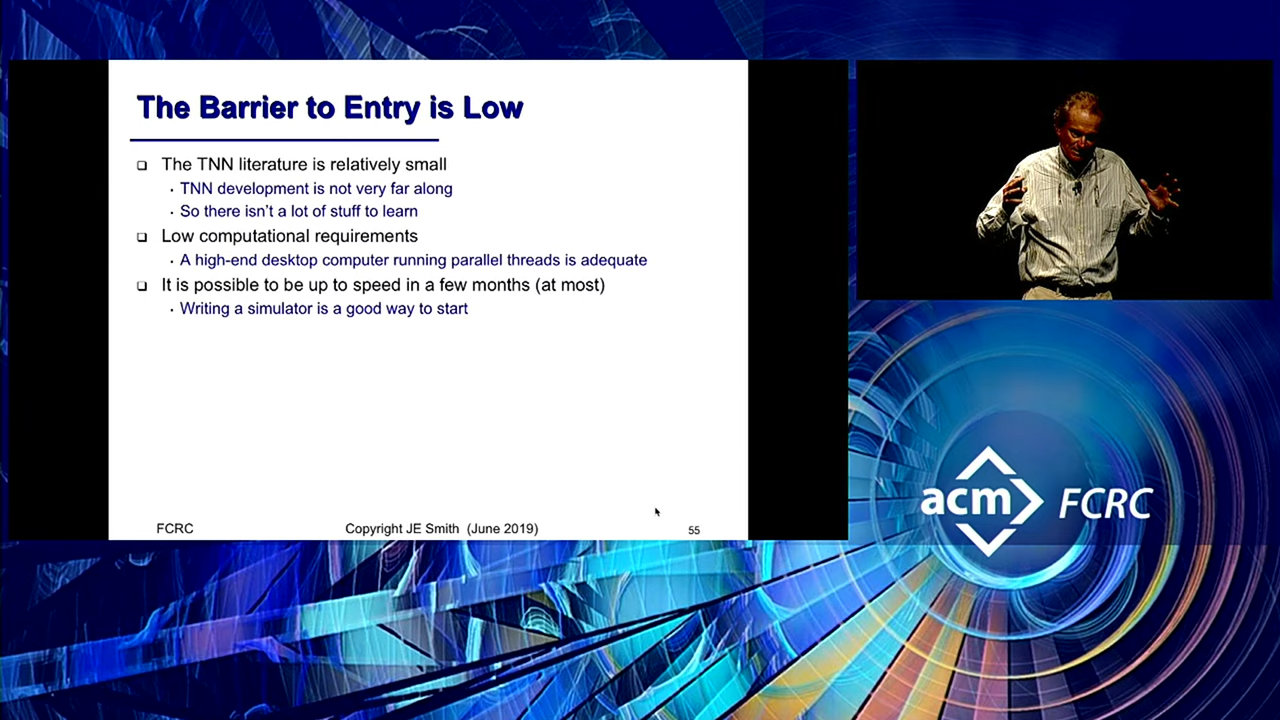 The Barrier to Entry is Low
❑ The TNN literature is relatively small
· TNN development is not very far along
· So there isn't a lot of stuff to learn
❑ Low computational requirements
· A high-end desktop computer running parallel threads is adequate
❑ It is possible to be up to speed in a few months (at most)
· Writing a simulator is a good way to start
FCRC Copyright JE Smith (June 2019) 55
acm FCRC